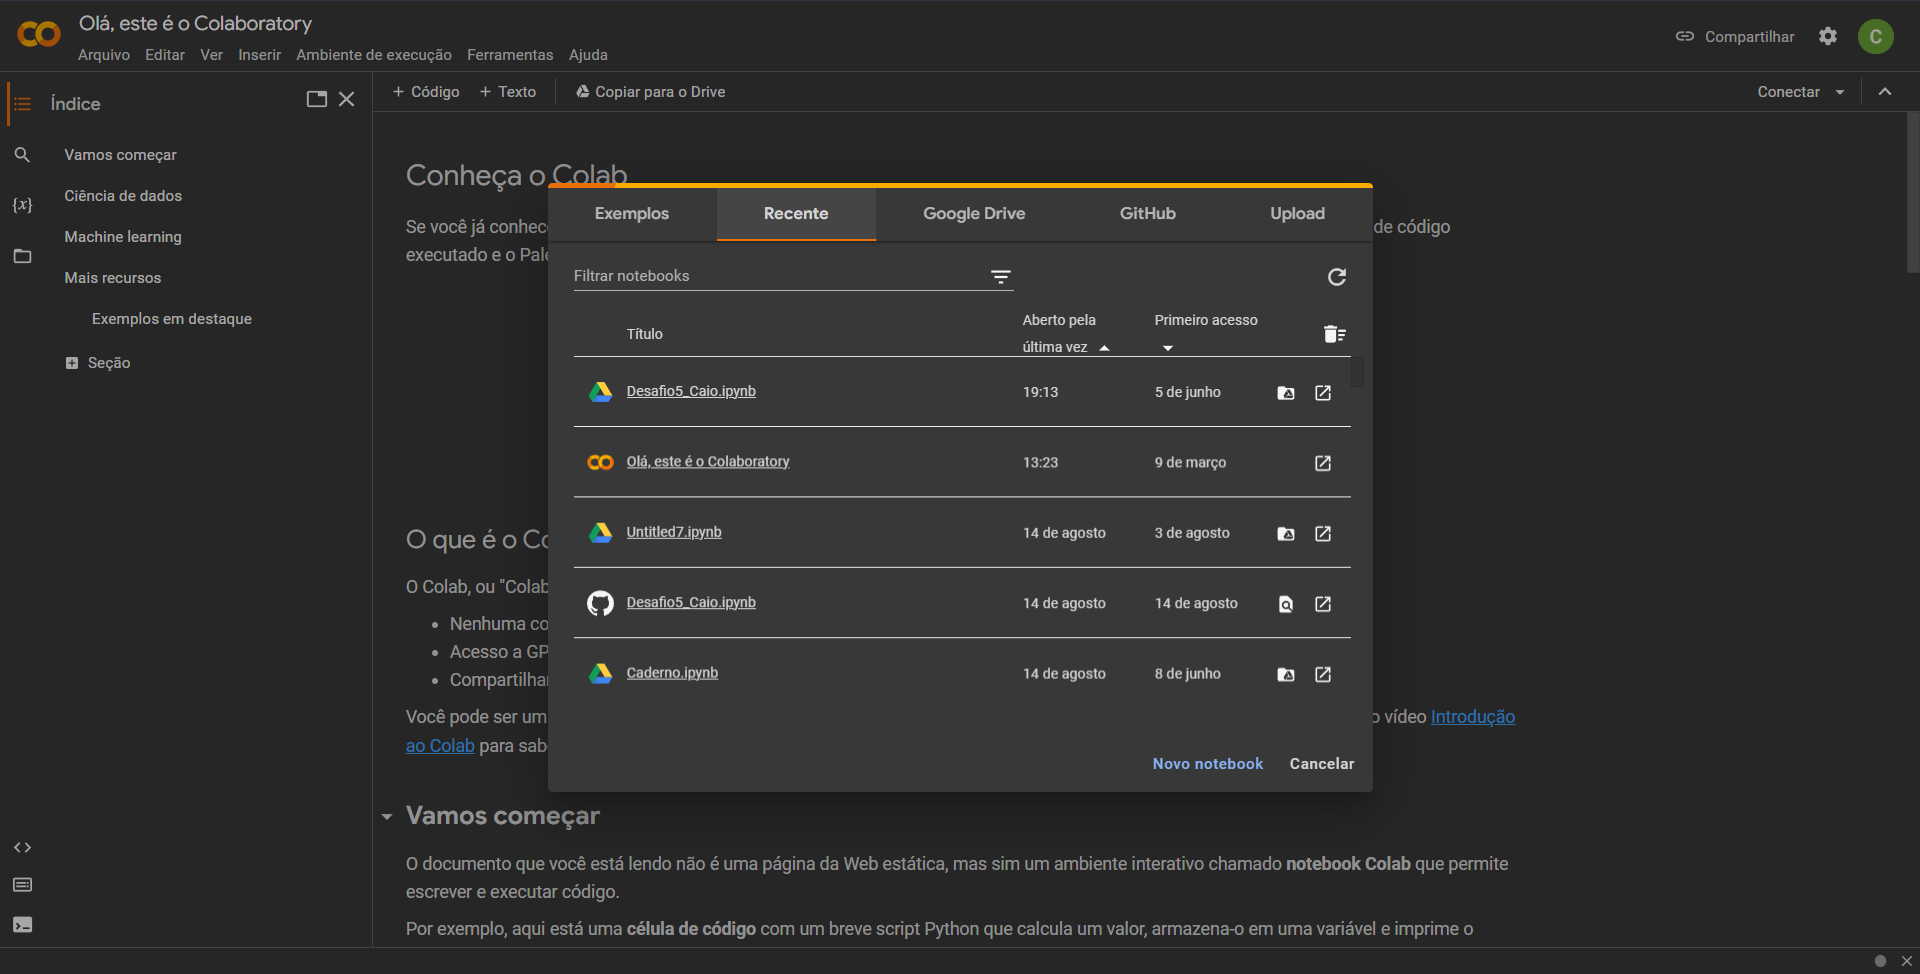 Olá, este é o Colaboratory
Arquivo Editar Ver Inserir Ambiente de execução Ferramentas Ajuda
Compartilhar
C
Índice
Vamos começar
Ciência de dados
Machine learning
Mais recursos
Exemplos em destaque
Seção
+ Código + Texto Copiar para o Drive
Conectar
Conheça o Colab
Se você já conhec
de código
executado e o Pale
Exemplos Recente Google Drive GitHub Upload
Filtrar notebooks
Título Aberto pela última vez Primeiro acesso
Desafio5_Caio.ipynb 19:13 5 de junho
Olá, este é o Colaboratory 13:23 9 de março
Untitled7.ipynb 14 de agosto 3 de agosto
Desafio5_Caio.ipynb 14 de agosto 14 de agosto
Caderno.ipynb 14 de agosto 8 de junho
Novo notebook Cancelar
O que é o Co
O Colab, ou "Colab
Nenhuma co
Acesso a GP
Compartilhar
Você pode ser um
o vídeo Introdução
ao Colab para sabe
Vamos começar
O documento que você está lendo não é uma página da Web estática, mas sim um ambiente interativo chamado notebook Colab que permite
escrever e executar código.
Por exemplo, aqui está uma célula de código com um breve script Python que calcula um valor, armazena-o em uma variável e imprime o